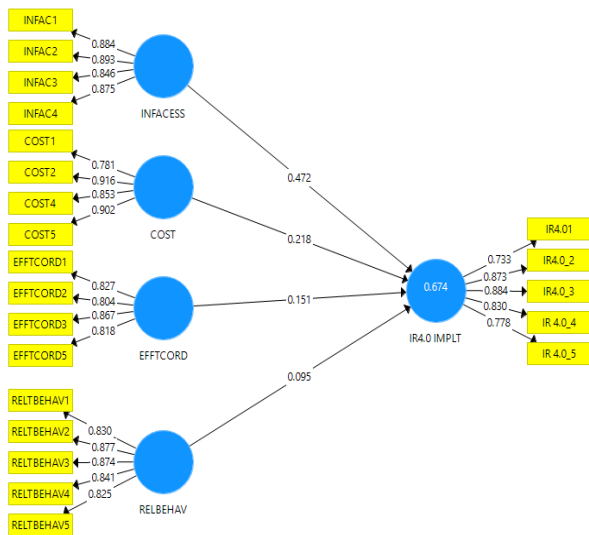 INFAC1
INFAC2
INFAC3
INFAC4
0.884
0.893
0.846
0.875
INFACESS
COST1
COST2
COST4
COST5
0.781
0.916
0.853
0.902
COST
EFFTCORD1
EFFTCORD2
EFFTCORD3
EFFTCORD5
0.827
0.804
0.867
0.818
EFFTCORD
RELTBEHAV1
RELTBEHAV2
RELTBEHAV3
RELTBEHAV4
RELTBEHAV5
0.830
0.877
0.874
0.841
0.825
RELBEHAV
0.472
0.218
0.151
0.095
0.674
IR4.0 IMPLT
0.733
0.873
0.884
0.830
0.778
IR4.01
IR4.0_2
IR4.0_3
IR 4.0_4
IR 4.0_5